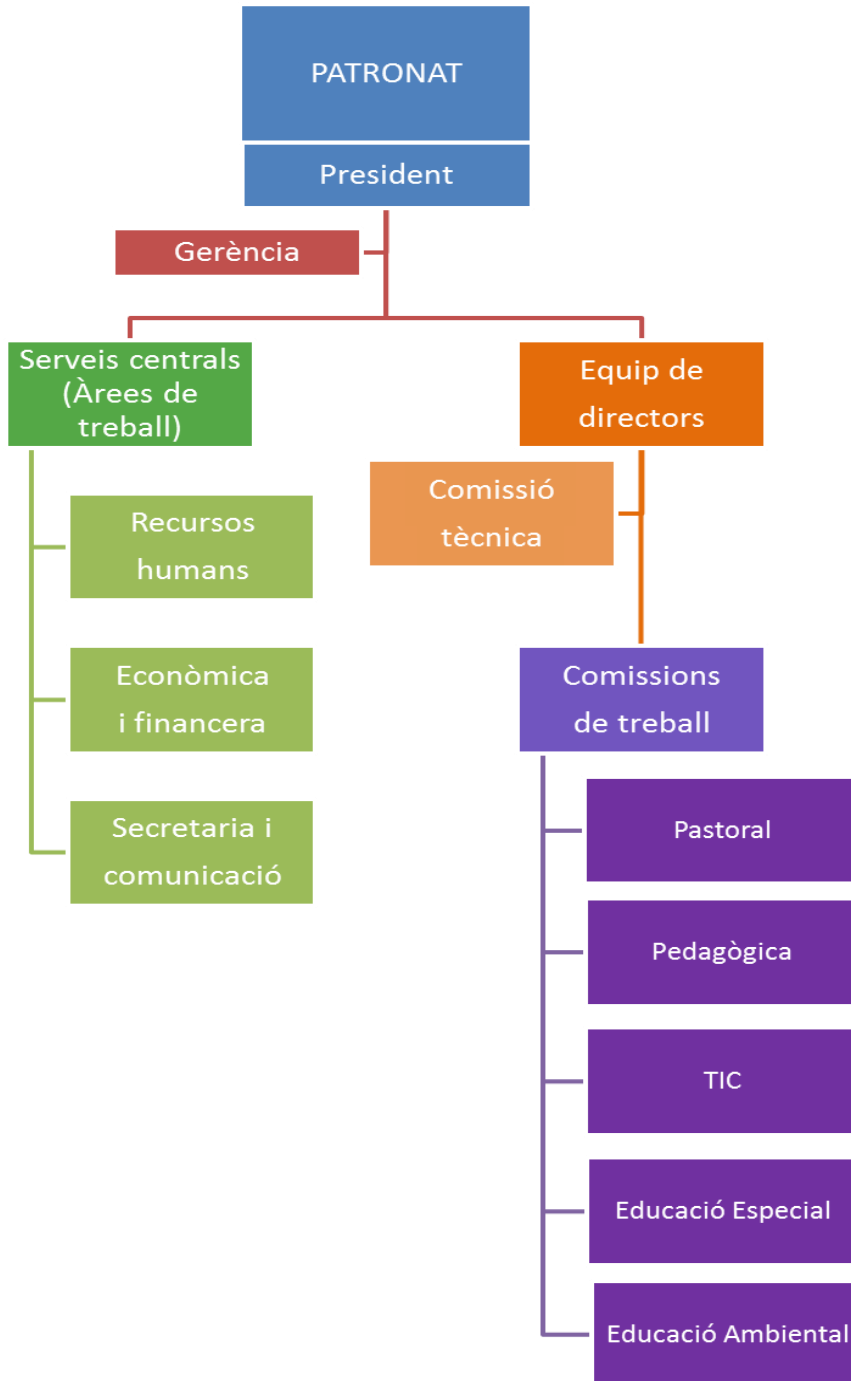 PATRONAT
President
Gerència
Serveis centrals
(Àrees de
treball)
Equip de
directors
Comissió
tècnica
Recursos
humans
Econòmica
i financera
Secretaria i
comunicació
Comissions
de treball
Pastoral
Pedagògica
TIC
Educació Especial
Educació Ambiental